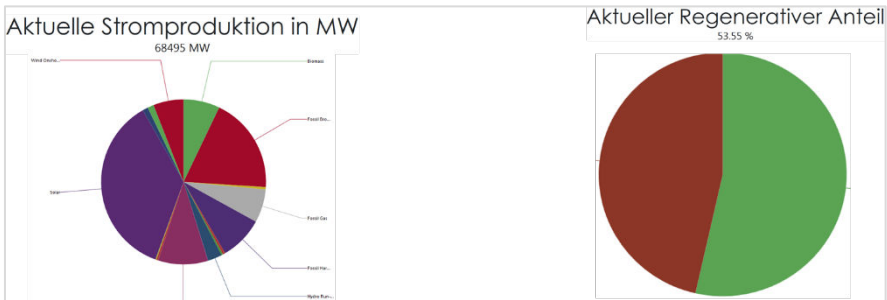 Aktuelle Stromproduktion in MW
68495 MW
Wind Onsho...
Biomass
Fossil Bro...
Solar
Fossil Gas
Fossil Har...
Hydro Pum...
Aktueller Regenerativer Anteil
53.55 %